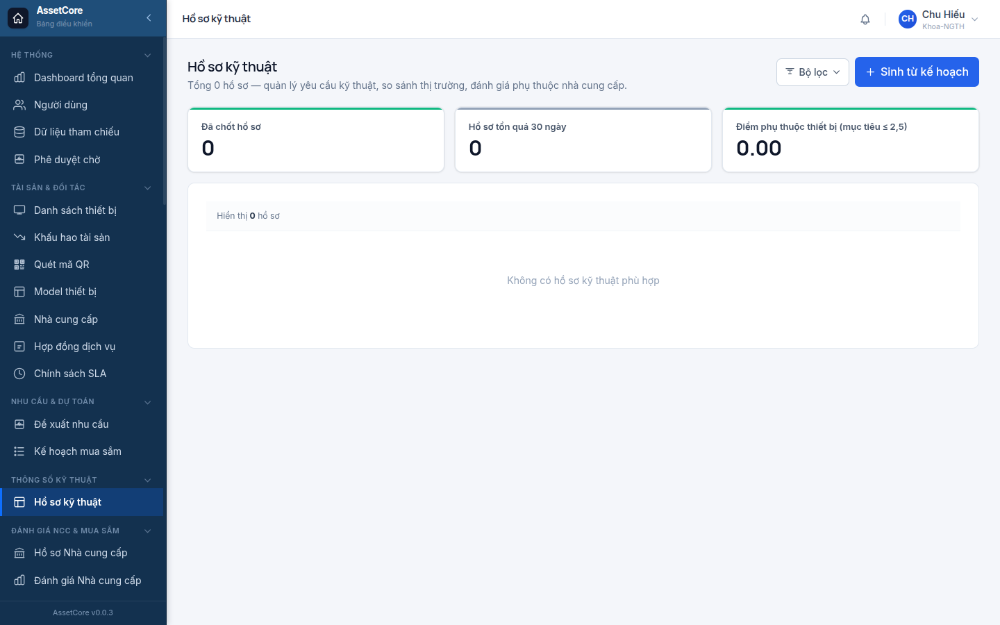 AssetCore
Bảng điều khiển
HỆ THỐNG
Dashboard tổng quan
Người dùng
Dữ liệu tham chiếu
Phê duyệt chờ
TÀI SẢN & ĐỐI TÁC
Danh sách thiết bị
Khấu hao tài sản
Quét mã QR
Model thiết bị
Nhà cung cấp
Hợp đồng dịch vụ
Chính sách SLA
NHU CẦU & DỰ TOÁN
Đề xuất nhu cầu
Kế hoạch mua sắm
THÔNG SỐ KỸ THUẬT
Hồ sơ kỹ thuật
ĐÁNH GIÁ NCC & MUA SẮM
Hồ sơ Nhà cung cấp
Đánh giá Nhà cung cấp
AssetCore v0.0.3
Hồ sơ kỹ thuật
CH
Chu Hiếu
Khoa-NGTH
Hồ sơ kỹ thuật
Tổng 0 hồ sơ — quản lý yêu cầu kỹ thuật, so sánh thị trường, đánh giá phụ thuộc nhà cung cấp.
Bộ lọc
Sinh từ kế hoạch
Đã chốt hồ sơ
0
Hồ sơ tồn quá 30 ngày
0
Điểm phụ thuộc thiết bị (mục tiêu ≤ 2,5)
0.00
Hiển thị 0 hồ sơ
Không có hồ sơ kỹ thuật phù hợp